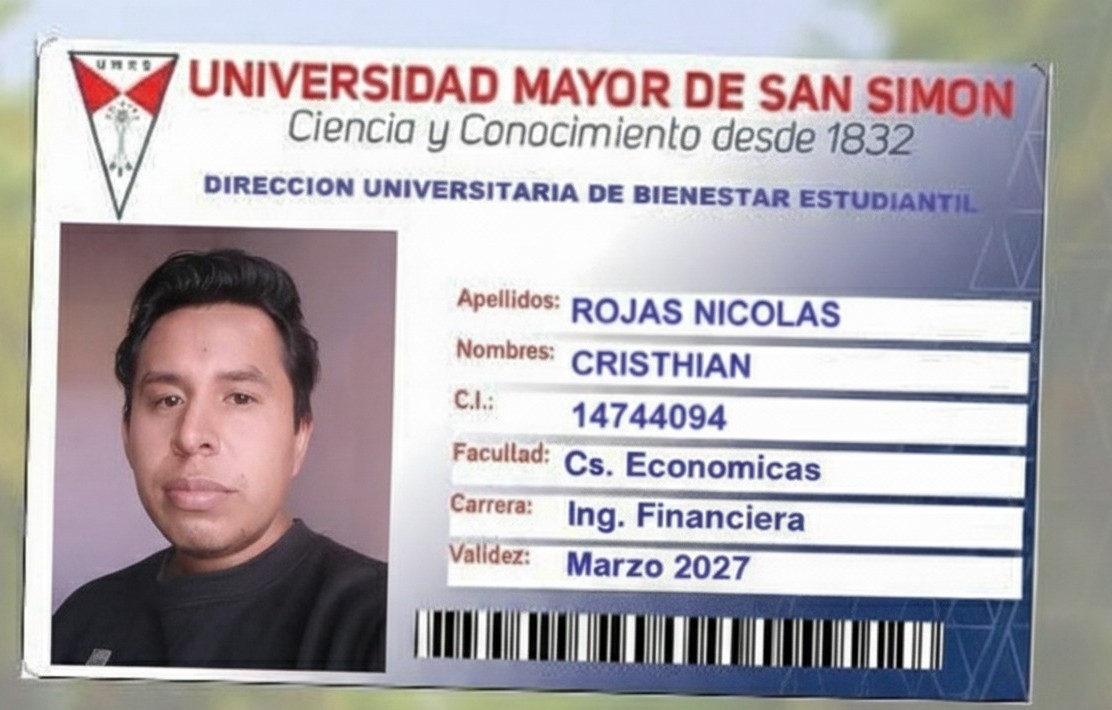 UMSS
UNIVERSIDAD MAYOR DE SAN SIMON
Ciencia y Conocimiento desde 1832
DIRECCION UNIVERSITARIA DE BIENESTAR ESTUDIANTIL
Apellidos: ROJAS NICOLAS
Nombres: CRISTHIAN
C.I.: 14744094
Facultad: Cs. Economicas
Carrera: Ing. Financiera
Validez: Marzo 2027